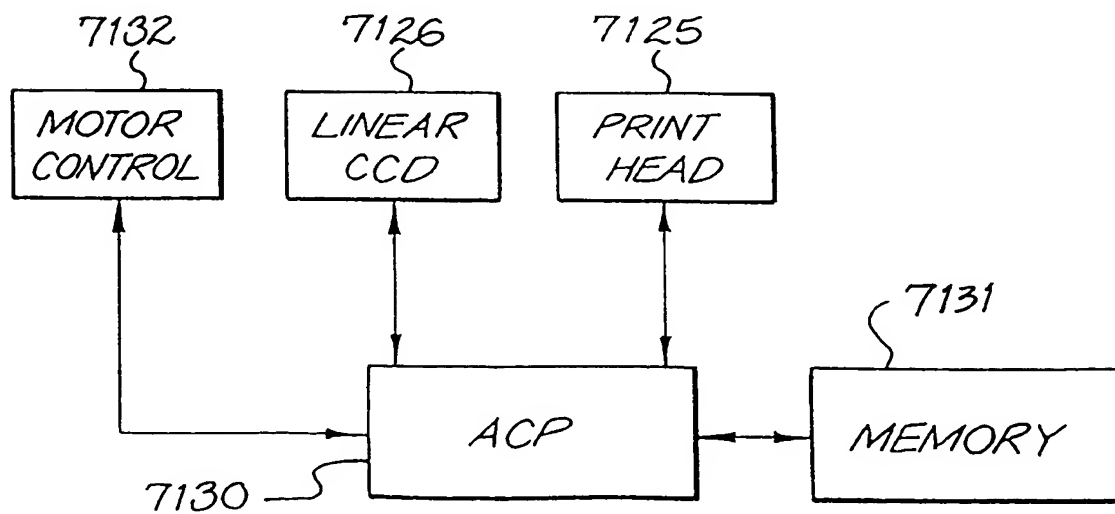 7132
7126
7125
MOTOR
CONTROL
LINEAR
CCD
PRINT
HEAD
7131
ACP
MEMORY
7130